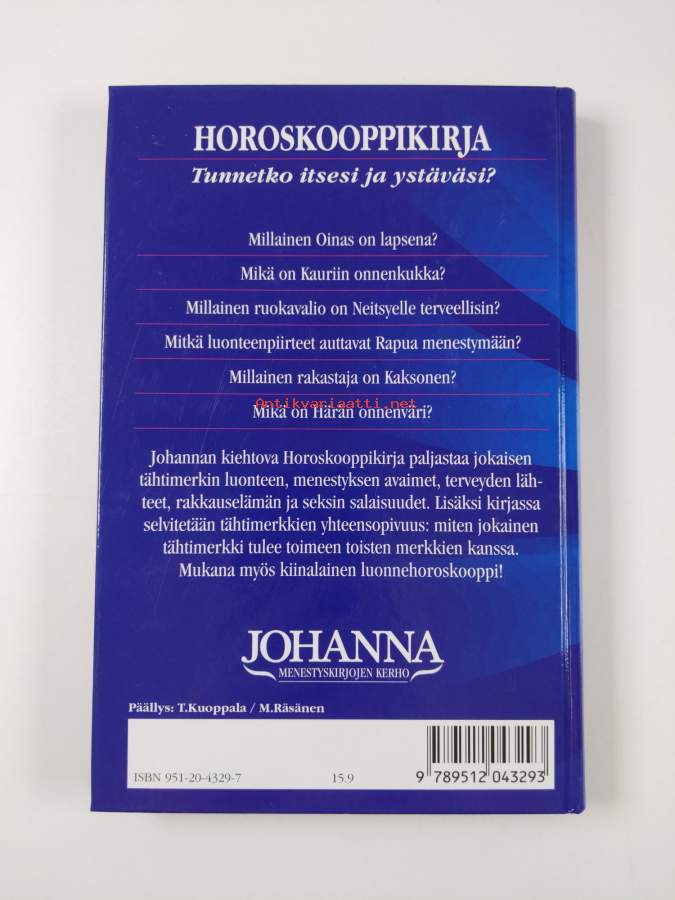 HOROSKOOPPIKIRJA
Tunnetko itsesi ja ystäväsi?
Millainen Oinas on lapsena?
Mikä on Kauriin onnenkukka?
Millainen ruokavalio on Neitsyelle terveellisin?
Mitkä luonteenpiirteet auttavat Rapua menestymään?
Millainen rakastaja on Kaksonen?
Antikvariaatti.net
Mikä on Härän onnenväri?
Johannan kiehtova Horoskooppikirja paljastaa jokaisen
tähtimerkin luonteen, menestyksen avaimet, terveyden läh-
teet, rakkauselämän ja seksin salaisuudet. Lisäksi kirjassa
selvitetään tähtimerkkien yhteensopivuus: miten jokainen
tähtimerkki tulee toimeen toisten merkkien kanssa.
Mukana myös kiinalainen luonnehoroskooppi!
JOHANNA
MENESTYSKIRJOJEN KERHO
Päällys: T.Kuoppala / M.Räsänen
ISBN 951-20-4329-7 15.9
9 789512 043293